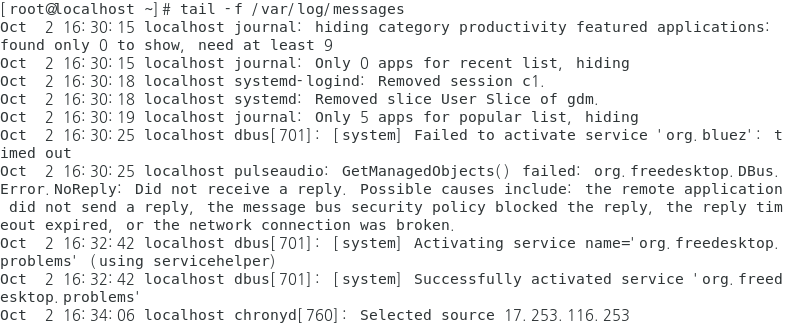 [root@localhost ~]# tail -f /var/log/messages
Oct  2 16:30:15 localhost journal: hiding category productivity featured applications:
found only 0 to show, need at least 9
Oct  2 16:30:15 localhost journal: Only 0 apps for recent list, hiding
Oct  2 16:30:18 localhost systemd-logind: Removed session c1.
Oct  2 16:30:18 localhost systemd: Removed slice User Slice of gdm.
Oct  2 16:30:19 localhost journal: Only 5 apps for popular list, hiding
Oct  2 16:30:25 localhost dbus[701]: [system] Failed to activate service 'org.bluez': t
imed out
Oct  2 16:30:25 localhost pulseaudio: GetManagedObjects() failed: org.freedesktop.DBus.
Error.NoReply: Did not receive a reply. Possible causes include: the remote application
 did not send a reply, the message bus security policy blocked the reply, the reply tim
eout expired, or the network connection was broken.
Oct  2 16:32:42 localhost dbus[701]: [system] Activating service name='org.freedesktop.
problems' (using servicehelper)
Oct  2 16:32:42 localhost dbus[701]: [system] Successfully activated service 'org.freed
esktop.problems'
Oct  2 16:34:06 localhost chronyd[760]: Selected source 17.253.116.253